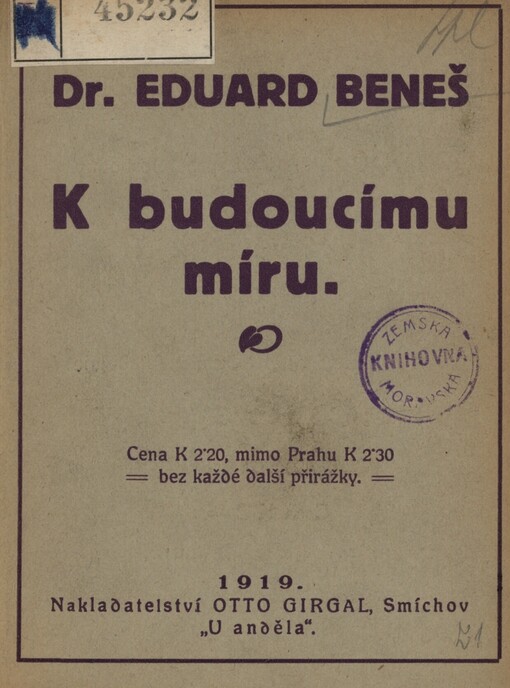 45232
Dr. EDUARD BENEŠ
K budoucímu
míru.
ZEMSKÁ
KNIHOVNA
MORAVSKÁ
Cena K 2·20, mimo Prahu K 2·30
= bez každé další přirážky. =
1919.
Nakladatelství OTTO GIRGAL, Smíchov
„U anděla“.